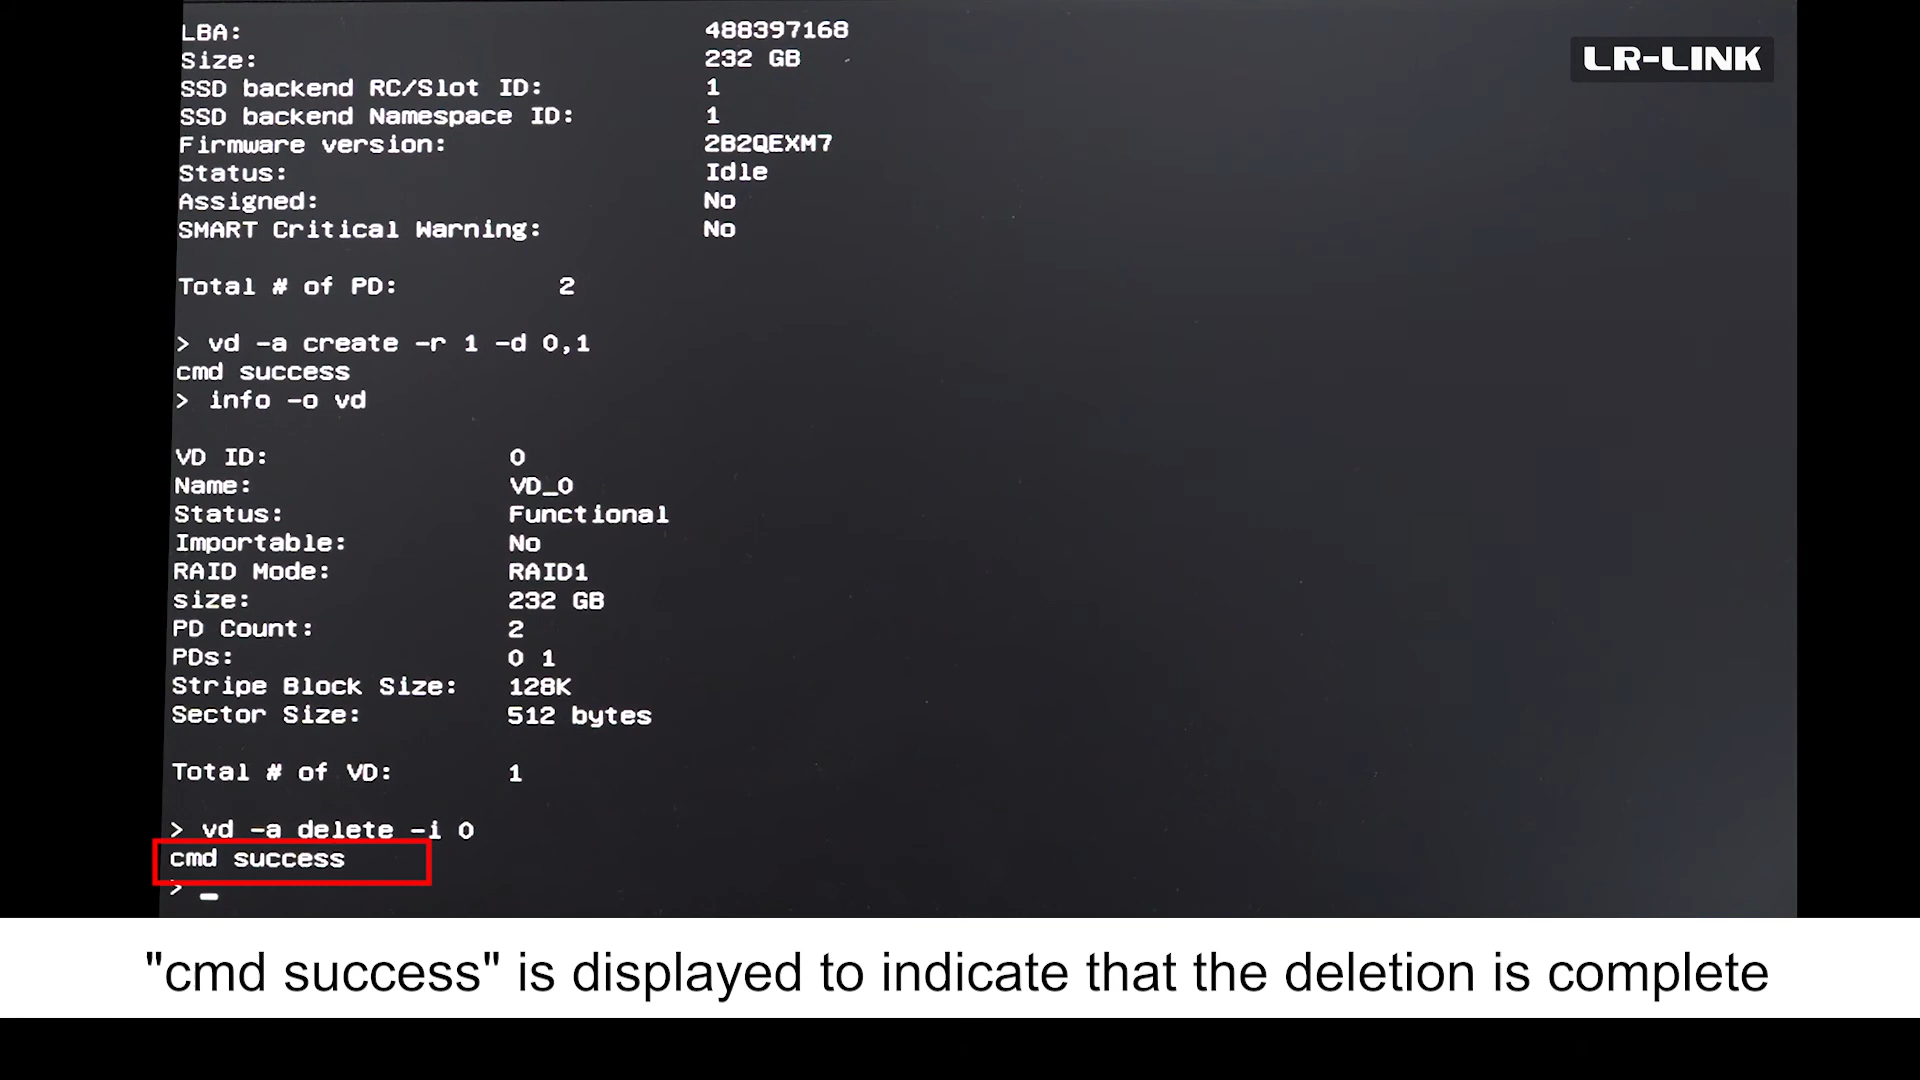 LBA: 488397168
LR-LINK
Size: 232 GB
SSD backend RC/Slot ID: 1
SSD backend Namespace ID: 1
Firmware version: 2B2QEXM7
Status: Idle
Assigned: No
SMART Critical Warning: No
Total # of PD: 2
> vd -a create -r 1 -d 0,1
cmd success
> info -o vd
VD ID: 0
Name: VD_0
Status: Functional
Importable: No
RAID Mode: RAID1
size: 232 GB
PD Count: 2
PDs: 0 1
Stripe Block Size: 128K
Sector Size: 512 bytes
Total # of VD: 1
> vd -a delete -i 0
cmd success
> _
"cmd success" is displayed to indicate that the deletion is complete